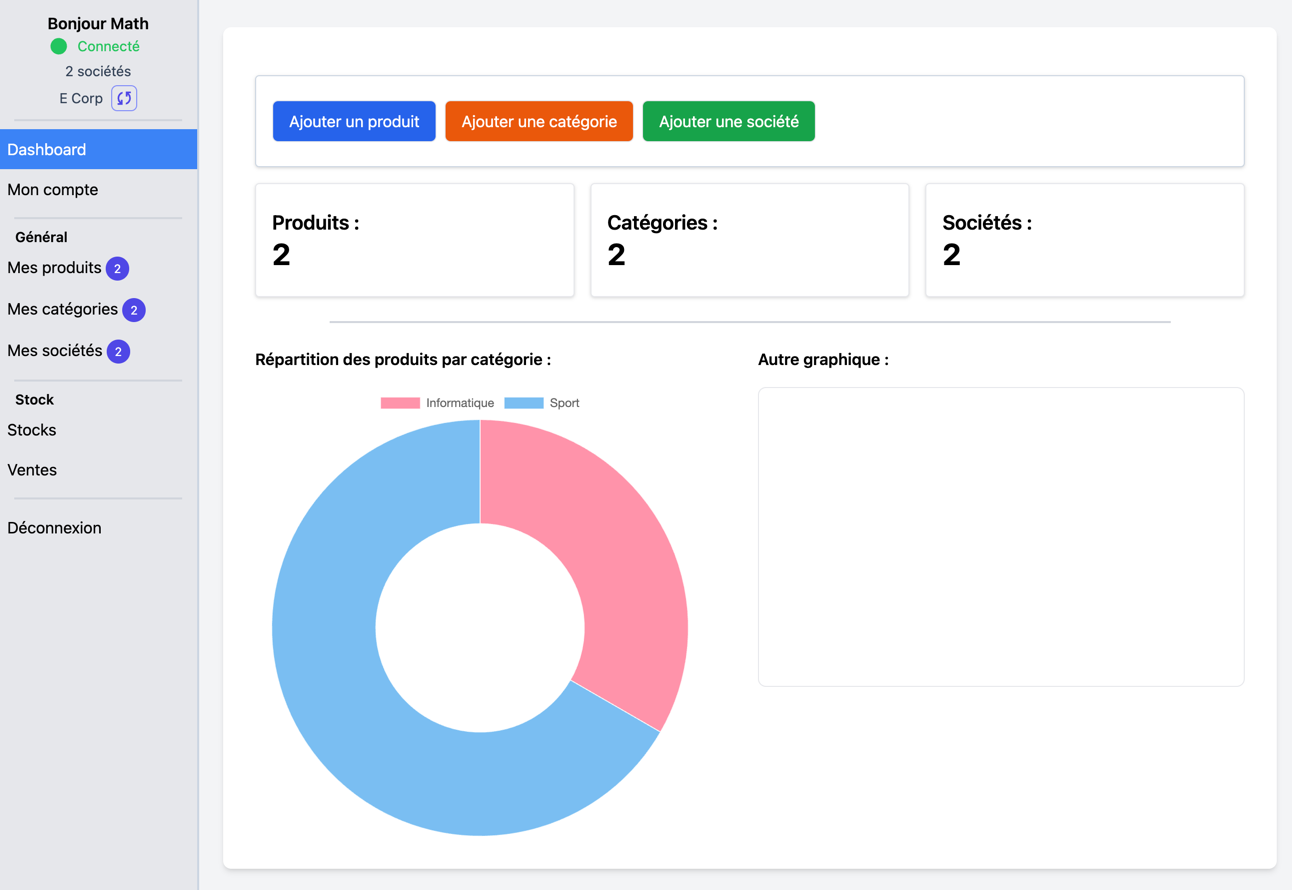 Bonjour Math
Connecté
2 sociétés
E Corp
Dashboard
Mon compte
Général
Mes produits 2
Mes catégories 2
Mes sociétés 2
Stock
Stocks
Ventes
Déconnexion
Ajouter un produit Ajouter une catégorie Ajouter une société
Produits :
2
Catégories :
2
Sociétés :
2
Répartition des produits par catégorie :
Informatique Sport
Autre graphique :